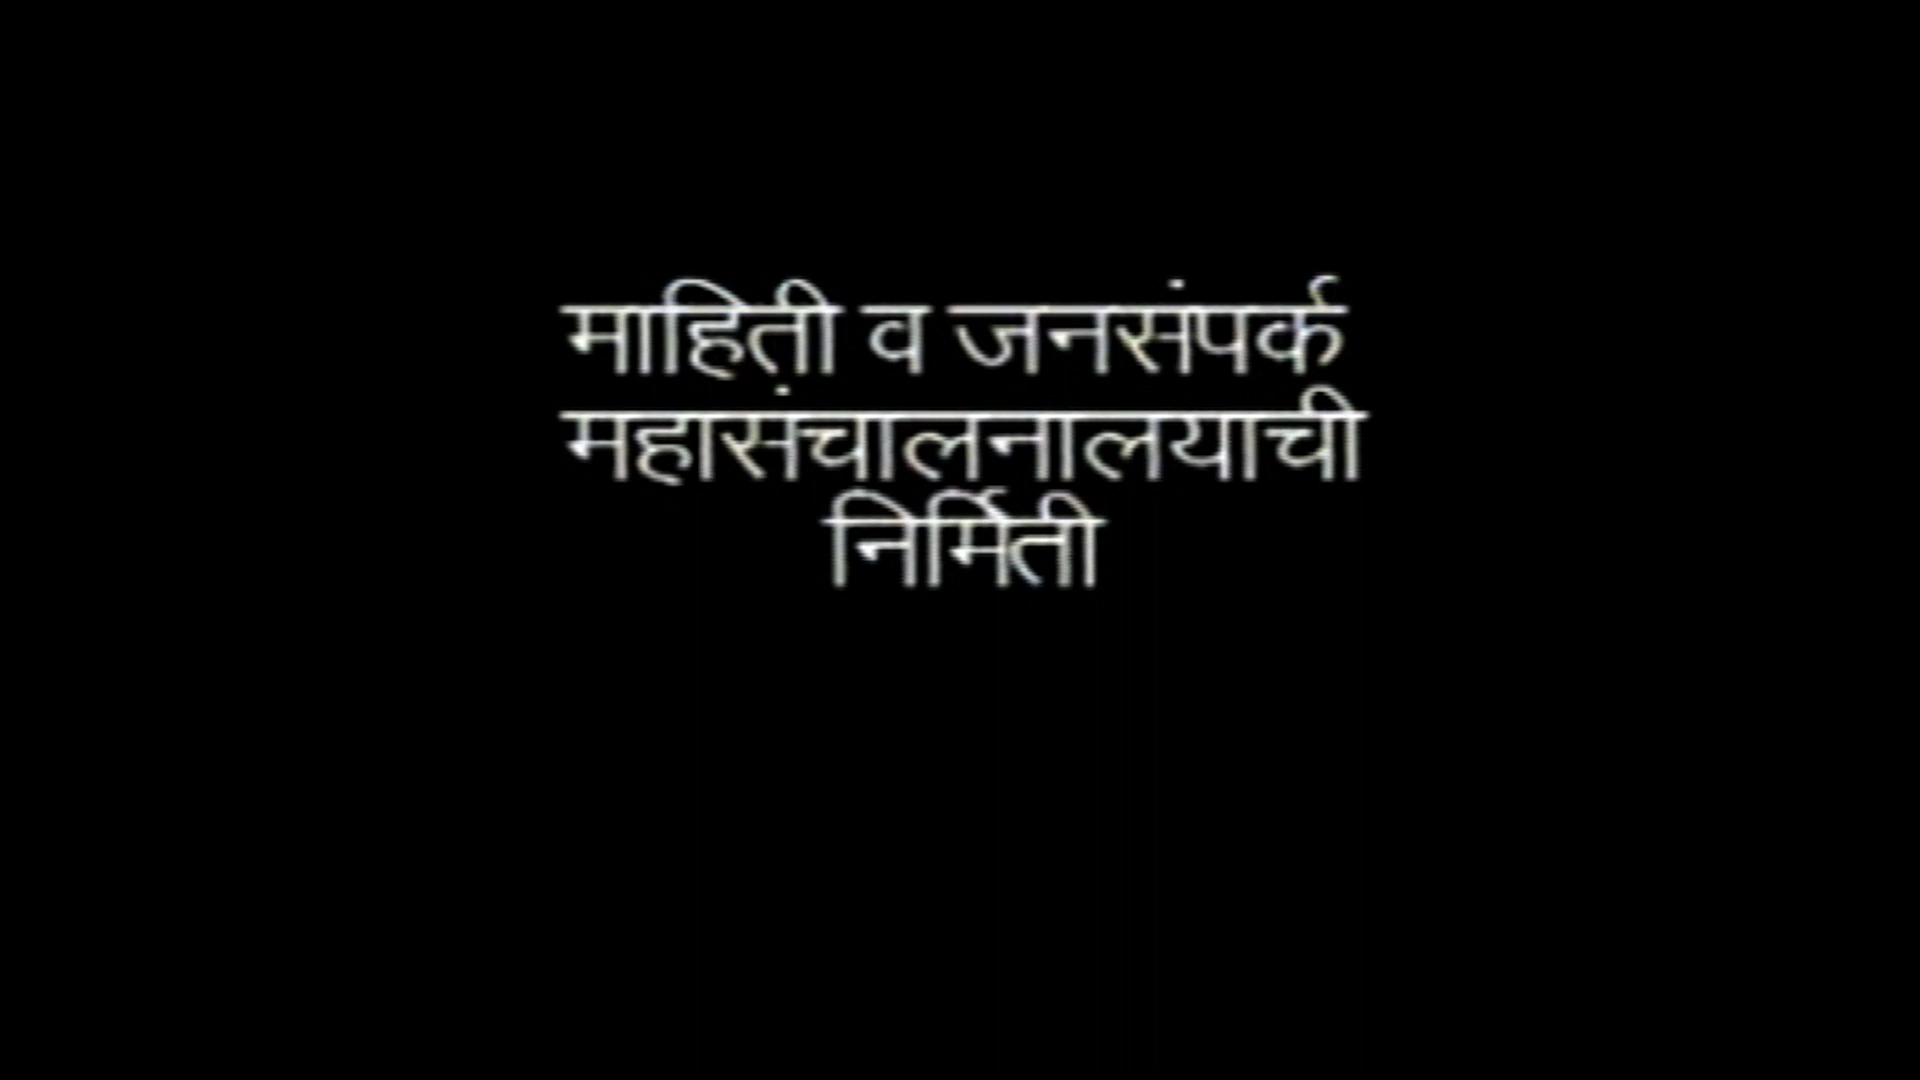 माहिती व जनसंपर्क
महासंचालनालयाची
निर्मिती